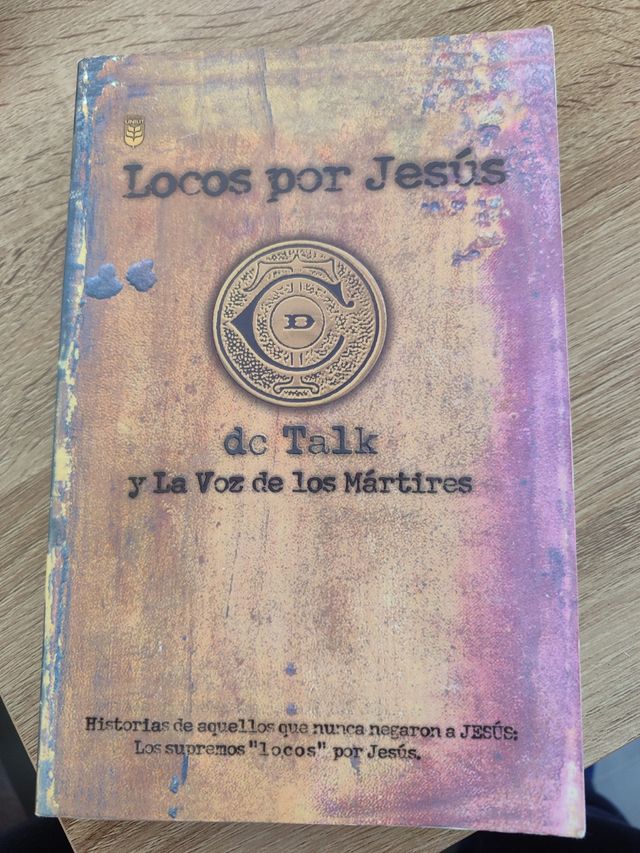 UNILIT
Locos por Jesús
D
dc Talk
y La Voz de los Mártires
Historias de aquellos que nunca negaron a JESÚS:
Los supremos "locos" por Jesús.